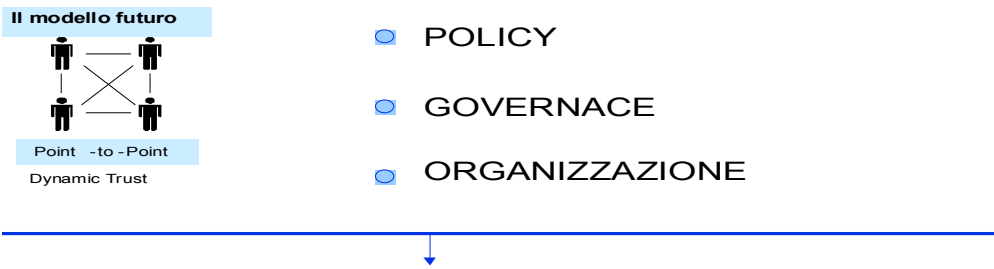 Il modello futuro
Point -to -Point
Dynamic Trust
POLICY
GOVERNACE
ORGANIZZAZIONE